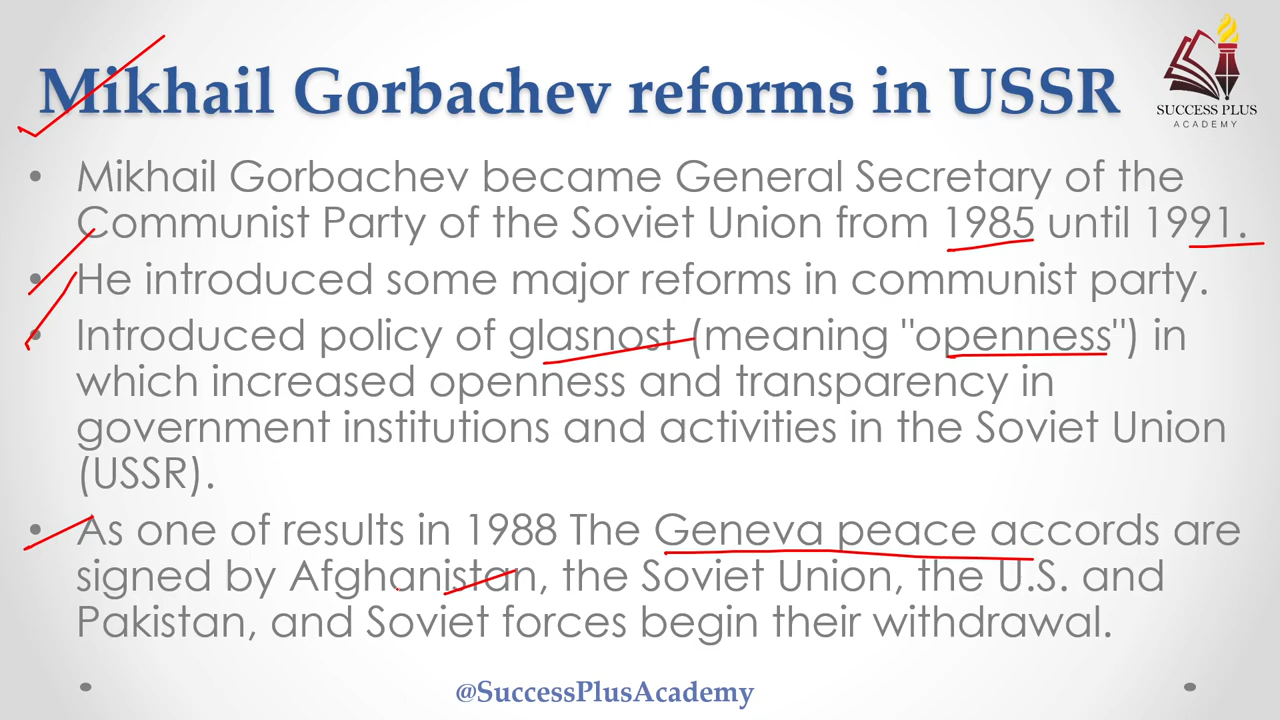 Mikhail Gorbachev reforms in USSR
SUCCESS PLUS
ACADEMY
• Mikhail Gorbachev became General Secretary of the
Communist Party of the Soviet Union from 1985 until 1991.
• He introduced some major reforms in communist party.
• Introduced policy of glasnost (meaning "openness") in
which increased openness and transparency in
government institutions and activities in the Soviet Union
(USSR).
• As one of results in 1988 The Geneva peace accords are
signed by Afghanistan, the Soviet Union, the U.S. and
Pakistan, and Soviet forces begin their withdrawal.
@SuccessPlusAcademy